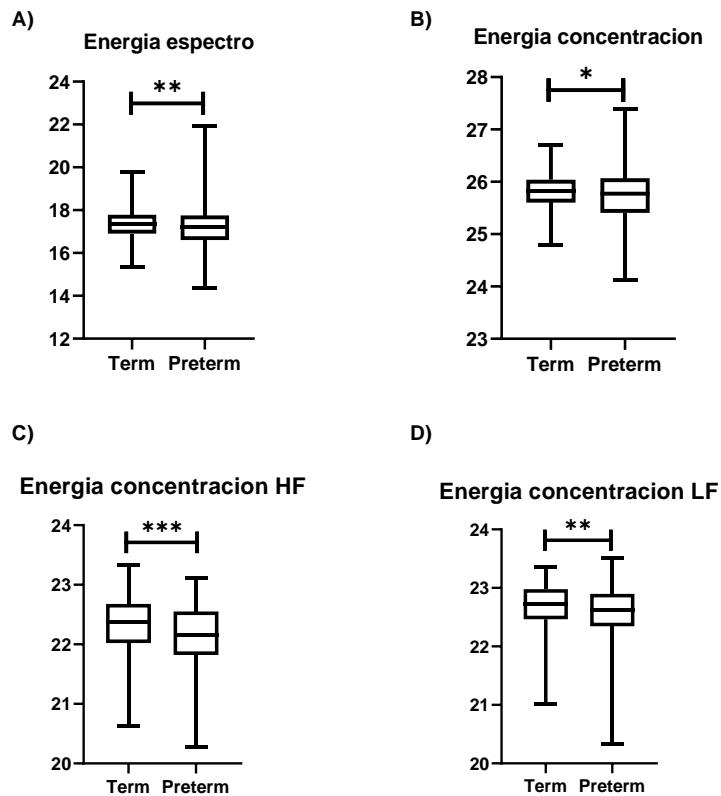 A)
Energia espectro
**
24
22
20
18
16
14
12
Term Preterm
B)
Energia concentracion
*
28
27
26
25
24
23
Term Preterm
C)
Energia concentracion HF
***
24
23
22
21
20
Term Preterm
D)
Energia concentracion LF
**
24
23
22
21
20
Term Preterm